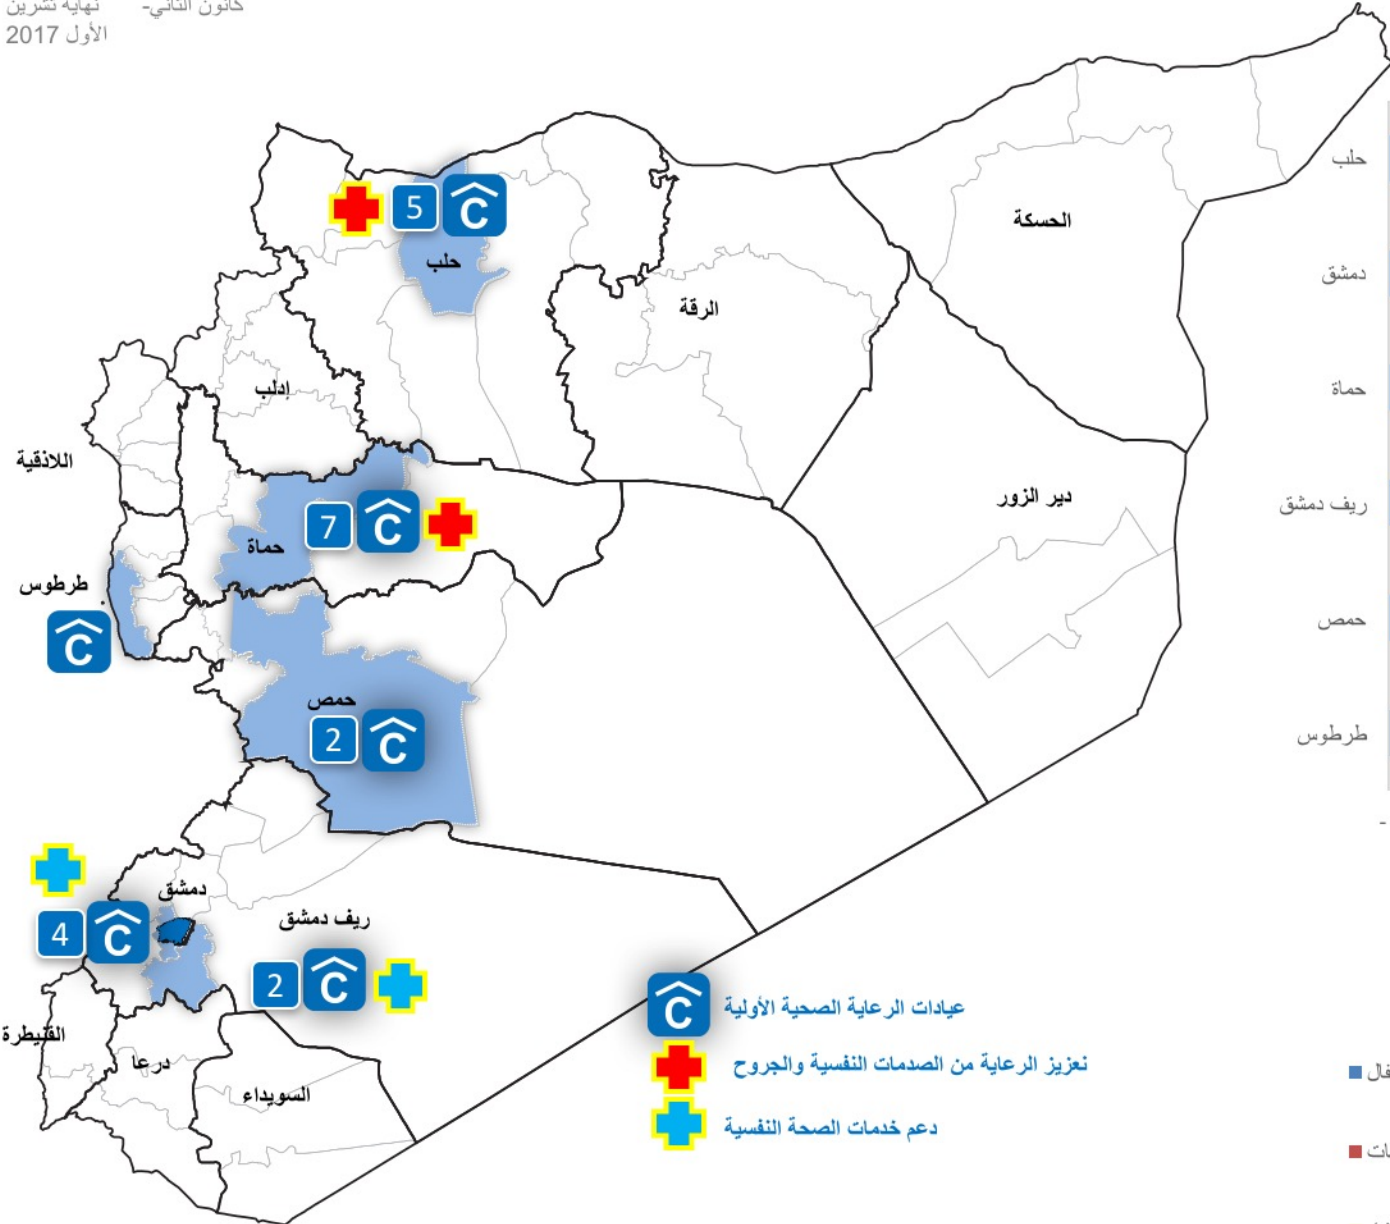 كانون الثاني- نهاية تشرين
الأول 2017
حلب
الحسكة
5
C
حلب
دمشق
الرقة
حماة
إدلب
اللاذقية
دير الزور
ريف دمشق
7
C
حماة
طرطوس
C
حمص
حمص
2
C
طرطوس
-
دمشق
4
C
ريف دمشق
2
C
C
عيادات الرعاية الصحية الأولية
القنيطرة
درعا
تعزيز الرعاية من الصدمات النفسية والجروح
السويداء
دعم خدمات الصحة النفسية